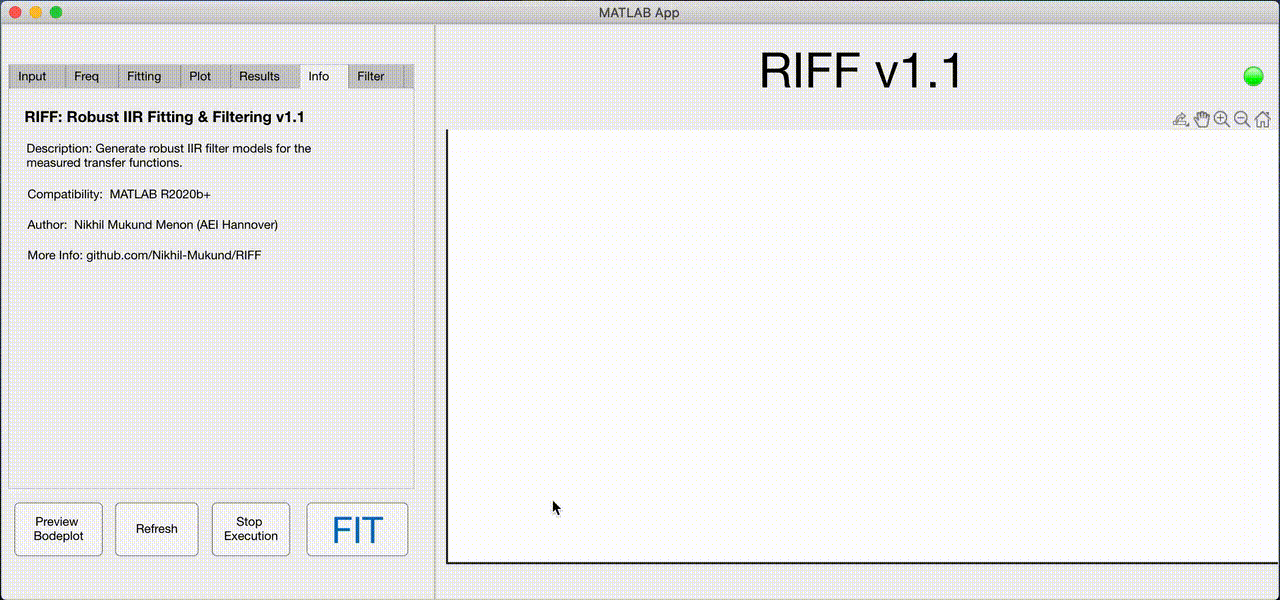 MATLAB App
Input Freq Fitting Plot Results Info Filter
RIFF: Robust IIR Fitting & Filtering v1.1
Description: Generate robust IIR filter models for the
measured transfer functions.
Compatibility: MATLAB R2020b+
Author: Nikhil Mukund Menon (AEI Hannover)
More Info: github.com/Nikhil-Mukund/RIFF
Preview
Bodeplot
Refresh
Stop
Execution
FIT
RIFF v1.1